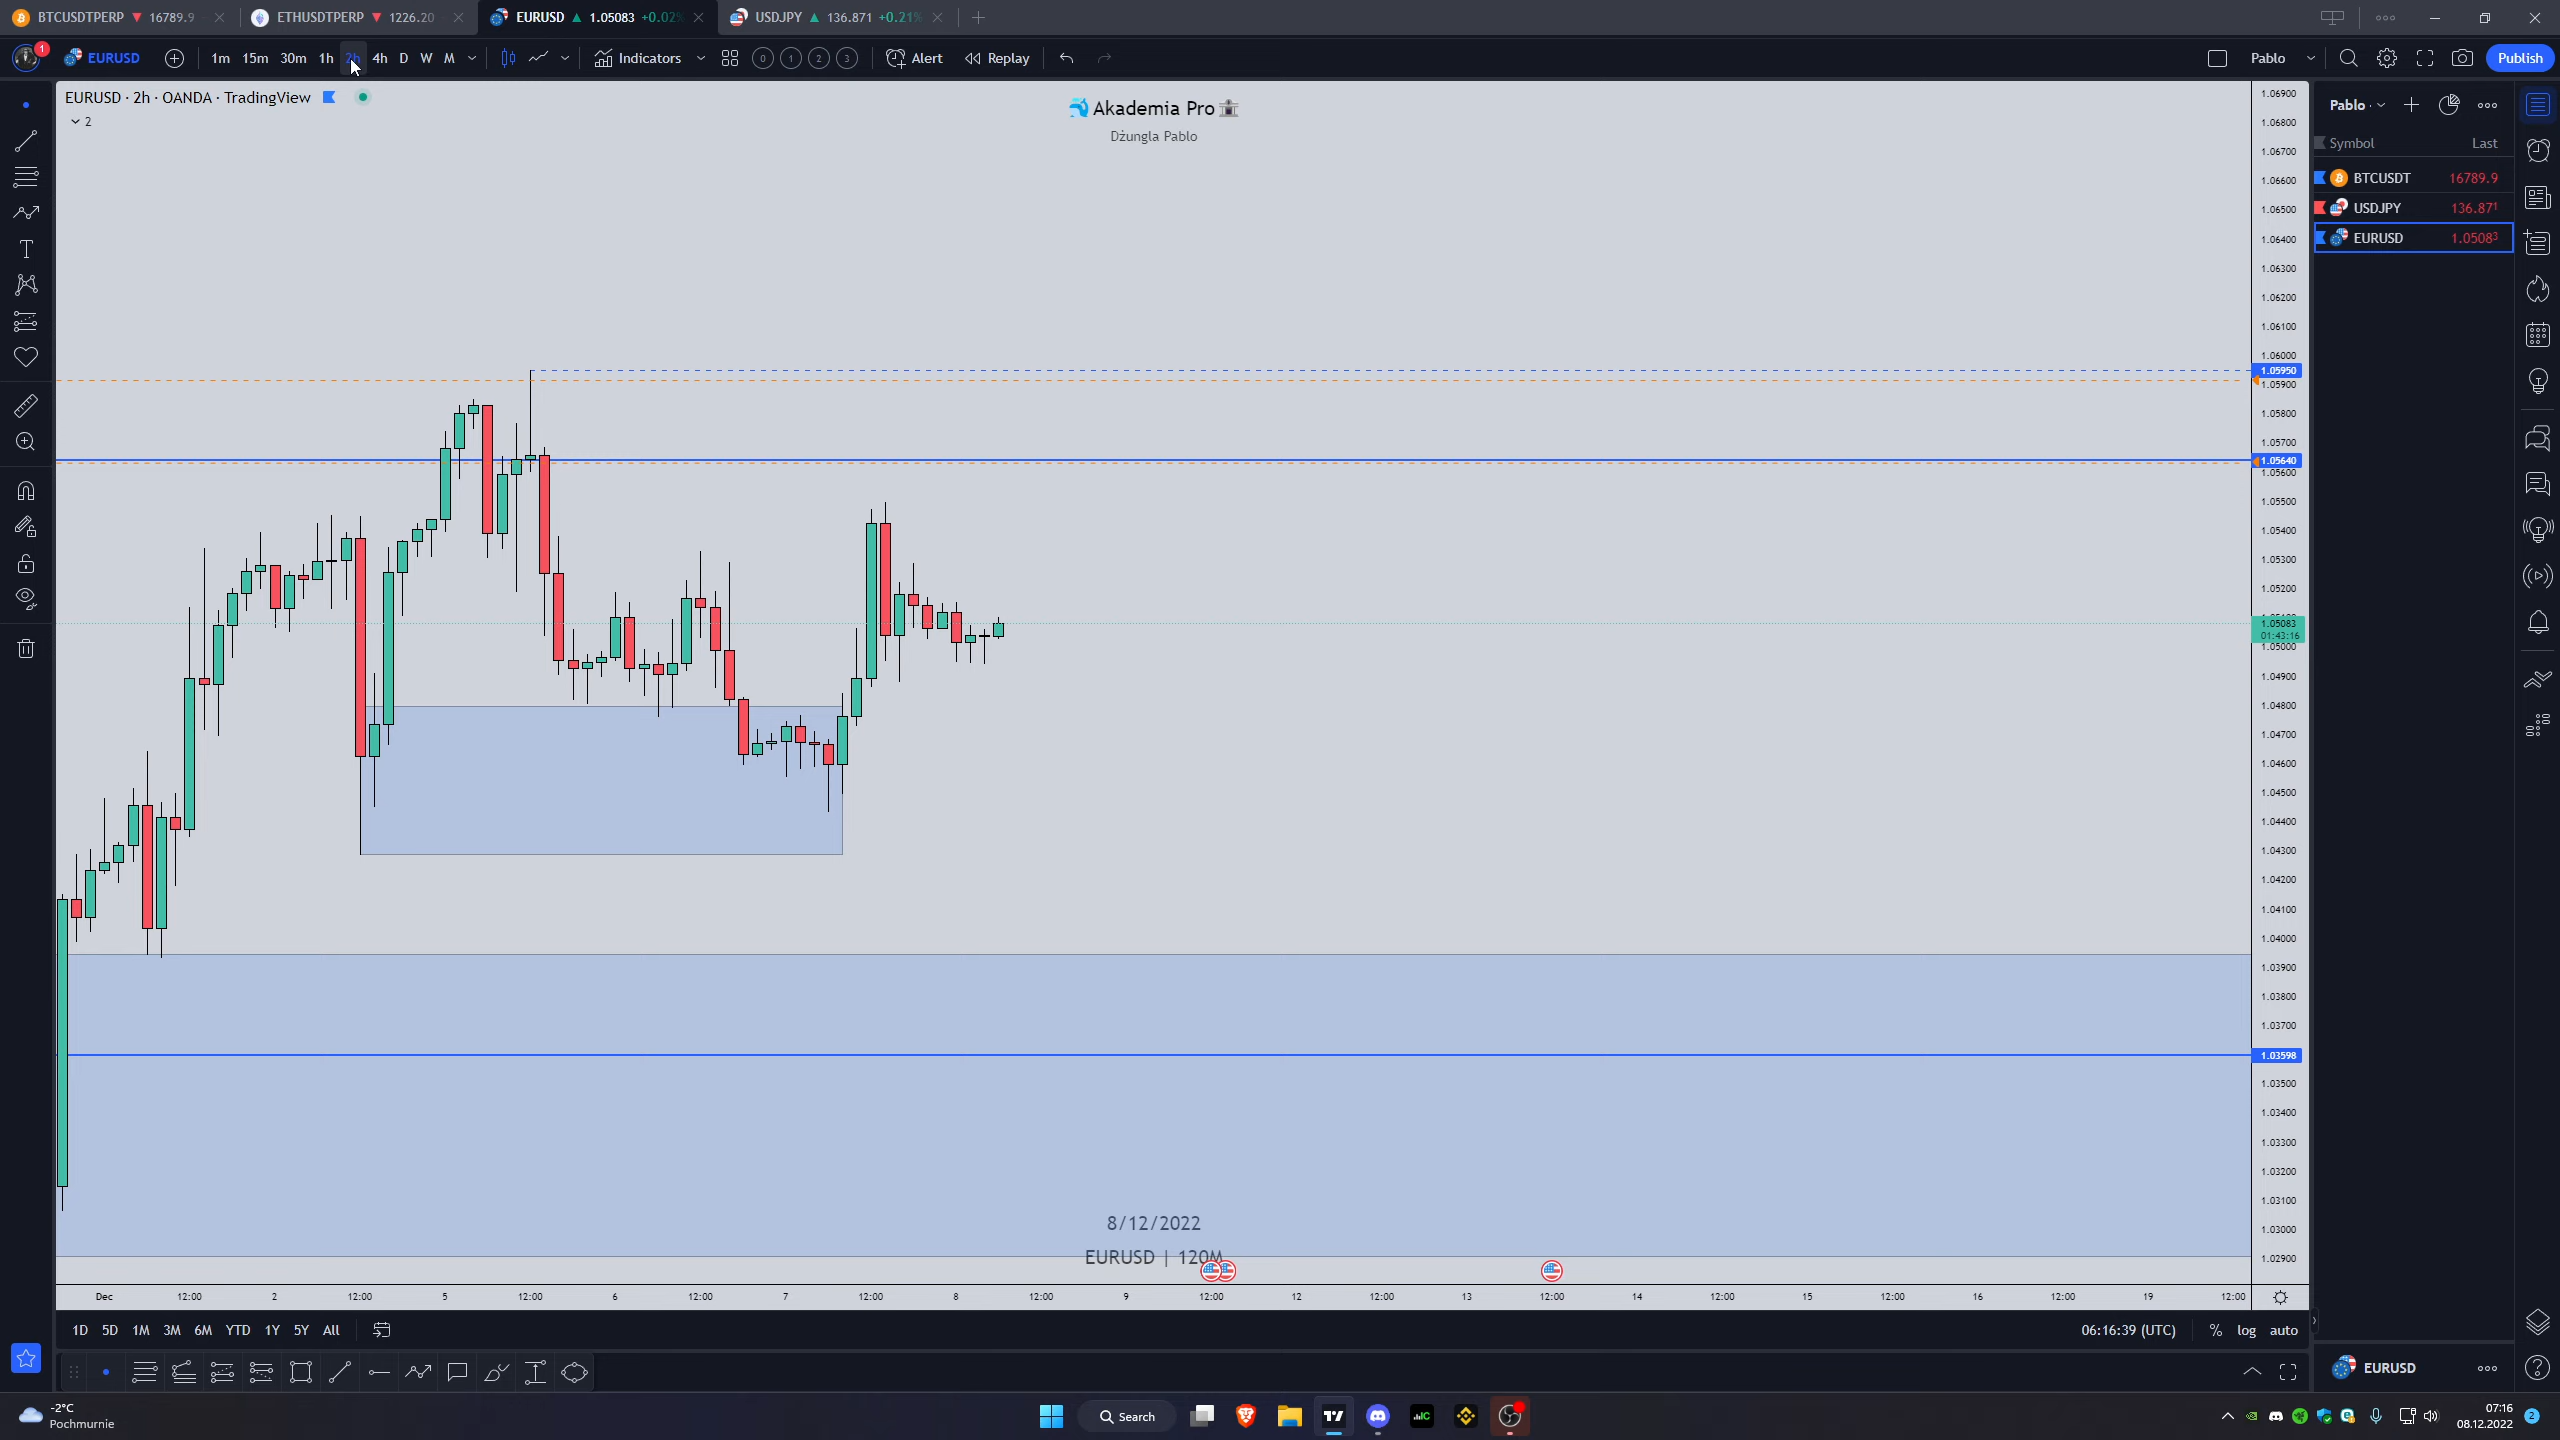 BTCUSDTPERP 16789.9
ETHUSDTPERP 1226.20
EURUSD 1.05083 +0.02%
USDJPY 136.871 +0.21%
1
EURUSD
1m 15m 30m 1h 2h 4h D W M
Indicators
0 1 2 3
Alert
Replay
Pablo
Publish
EURUSD · 2h · OANDA · TradingView
2
Akademia Pro
Dżungla Pablo
Pablo
Symbol Last
BTCUSDT 16789.9
USDJPY 136.871
EURUSD 1.05083
1.06900
1.06800
1.06700
1.06600
1.06500
1.06400
1.06300
1.06200
1.06100
1.06000
1.05950
1.05900
1.05800
1.05700
1.05640
1.05600
1.05500
1.05400
1.05300
1.05200
1.05083
01:43:16
1.05000
1.04900
1.04800
1.04700
1.04600
1.04500
1.04400
1.04300
1.04200
1.04100
1.04000
1.03900
1.03800
1.03700
1.03598
1.03500
1.03400
1.03300
1.03200
1.03100
1.03000
1.02900
8/12/2022
EURUSD | 120M
Dec 12:00 2 12:00 5 12:00 6 12:00 7 12:00 8 12:00 9 12:00 12 12:00 13 12:00 14 12:00 15 12:00 16 12:00 19 12:00
1D 5D 1M 3M 6M YTD 1Y 5Y All
06:16:39 (UTC) % log auto
EURUSD
-2°C
Pochmurnie
Search
07:16
08.12.2022
2